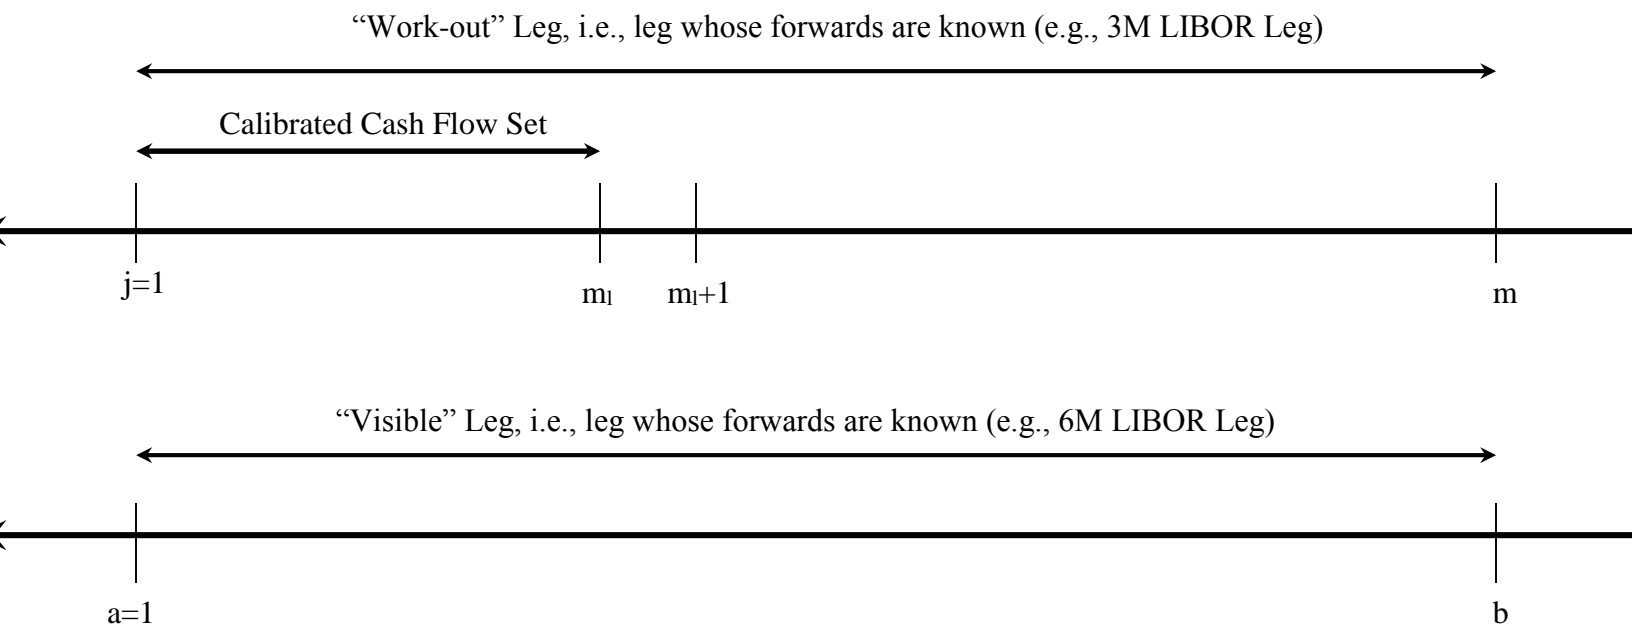 “Work-out” Leg, i.e., leg whose forwards are known (e.g., 3M LIBOR Leg)
Calibrated Cash Flow Set
j=1
mₗ
mₗ+1
m
“Visible” Leg, i.e., leg whose forwards are known (e.g., 6M LIBOR Leg)
a=1
b